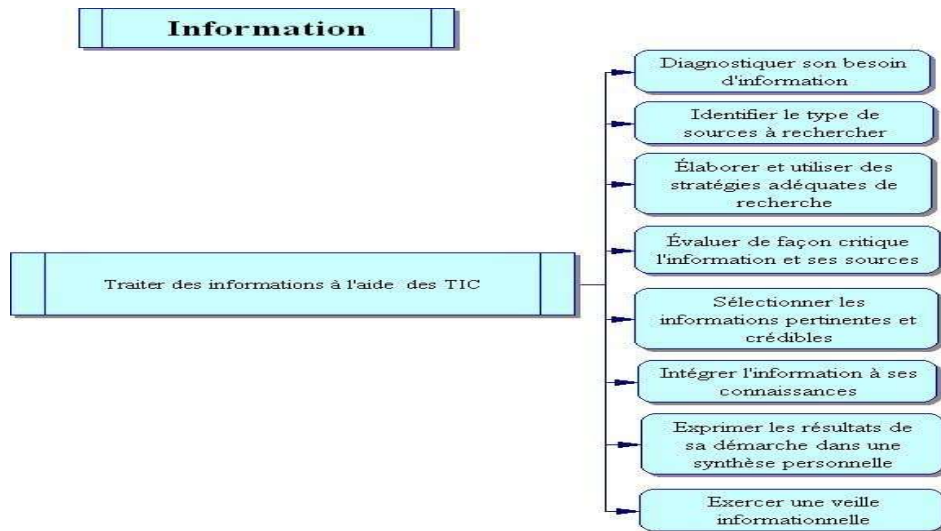 Information
Diagnostiquer son besoin
d'information
Identifier le type de
sources à rechercher
Élaborer et utiliser des
stratégies adéquates de
recherche
Évaluer de façon critique
l'information et ses sources
Traiter des informations à l'aide des TIC
Sélectionner les
informations pertinentes et
crédibles
Intégrer l'information à ses
connaissances
Exprimer les résultats de
sa démarche dans une
synthèse personnelle
Exercer une veille
informationnelle